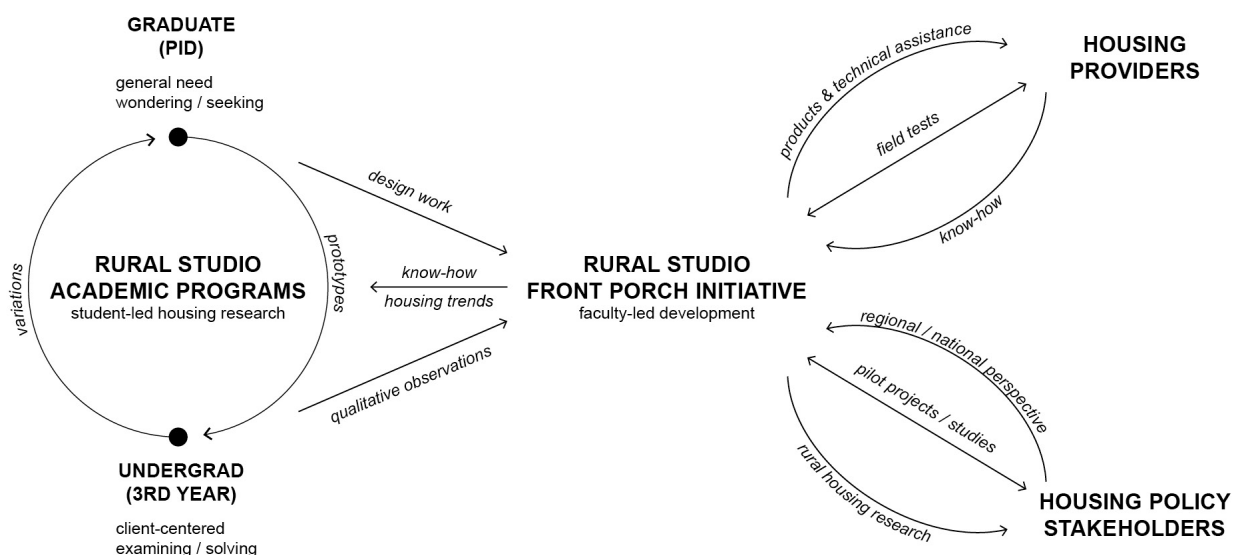 GRADUATE
(PID)
general need
wondering / seeking
variations
prototypes
RURAL STUDIO
ACADEMIC PROGRAMS
student-led housing research
UNDERGRAD
(3RD YEAR)
client-centered
examining / solving
design work
know-how
housing trends
qualitative observations
RURAL STUDIO
FRONT PORCH INITIATIVE
faculty-led development
products & technical assistance
field tests
know-how
HOUSING
PROVIDERS
regional / national perspective
pilot projects / studies
rural housing research
HOUSING POLICY
STAKEHOLDERS